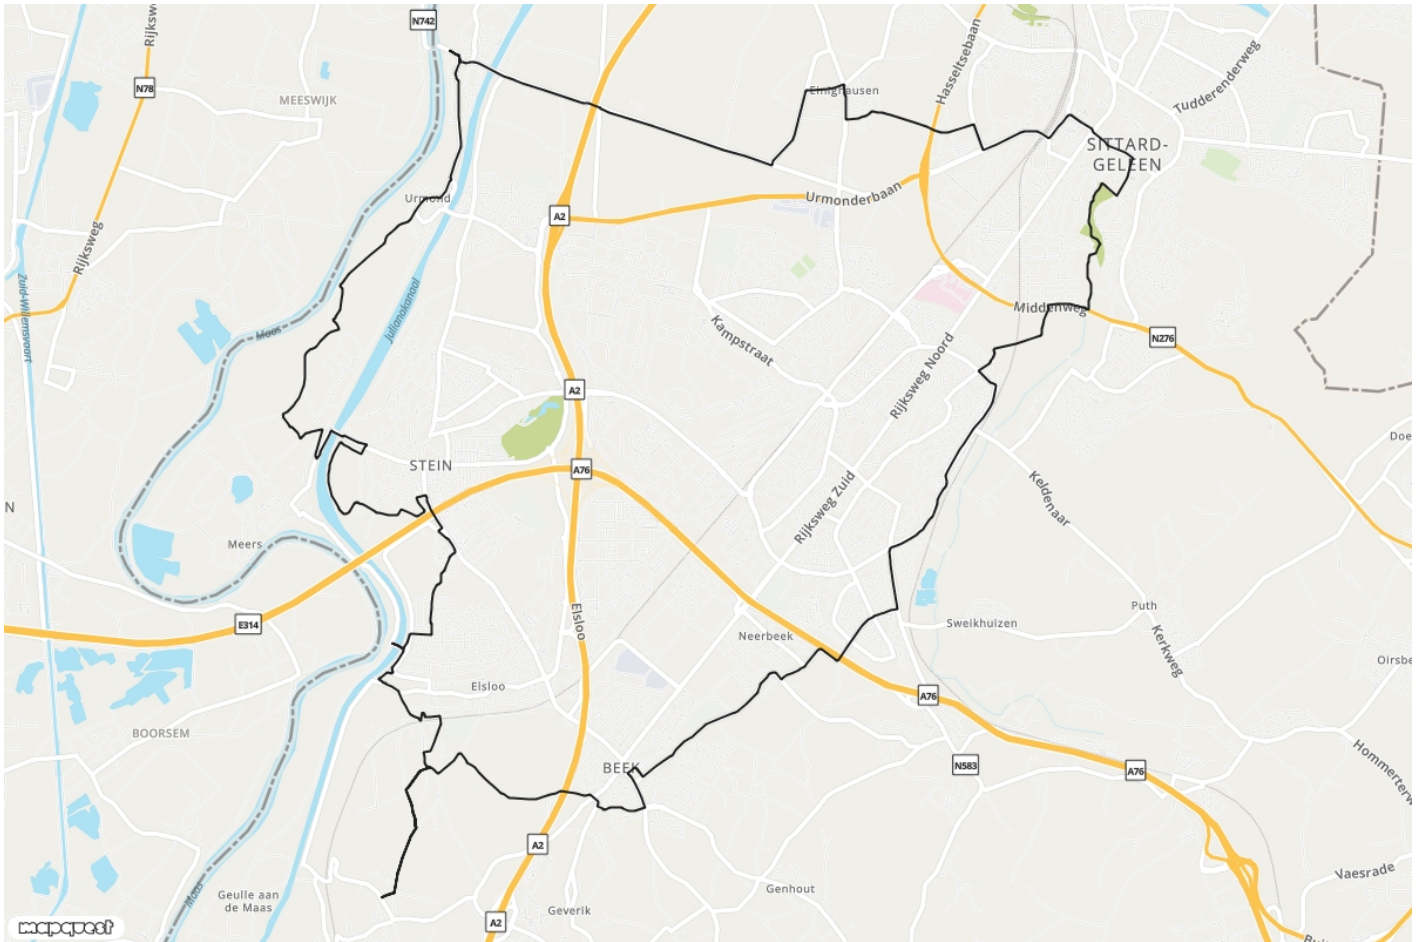 N742
Rijksw
N78
MEESWIJK
Einighausen
Hasseltsebaan
Tudderenderweg
SITTARD-
GELEEN
Urmond
A2
Urmonderbaan
Rijksweg
Zuid-Willemsvaart
Julianakanaal
Maas
Middenweg
N276
Kampstraat
Rijksweg Noord
A2
STEIN
A76
Doe
N
Rijksweg Zuid
Keldenaar
Meers
E314
Elsloo
Neerbeek
Sweikhuizen
Puth
Kerkweg
Oirsbe
Elsloo
A76
BOORSEM
BEEK
N583
A76
Hommerterw
A2
Maas
Geulle aan
de Maas
Genhout
Vaesrade
Geverik
A2
mapquest